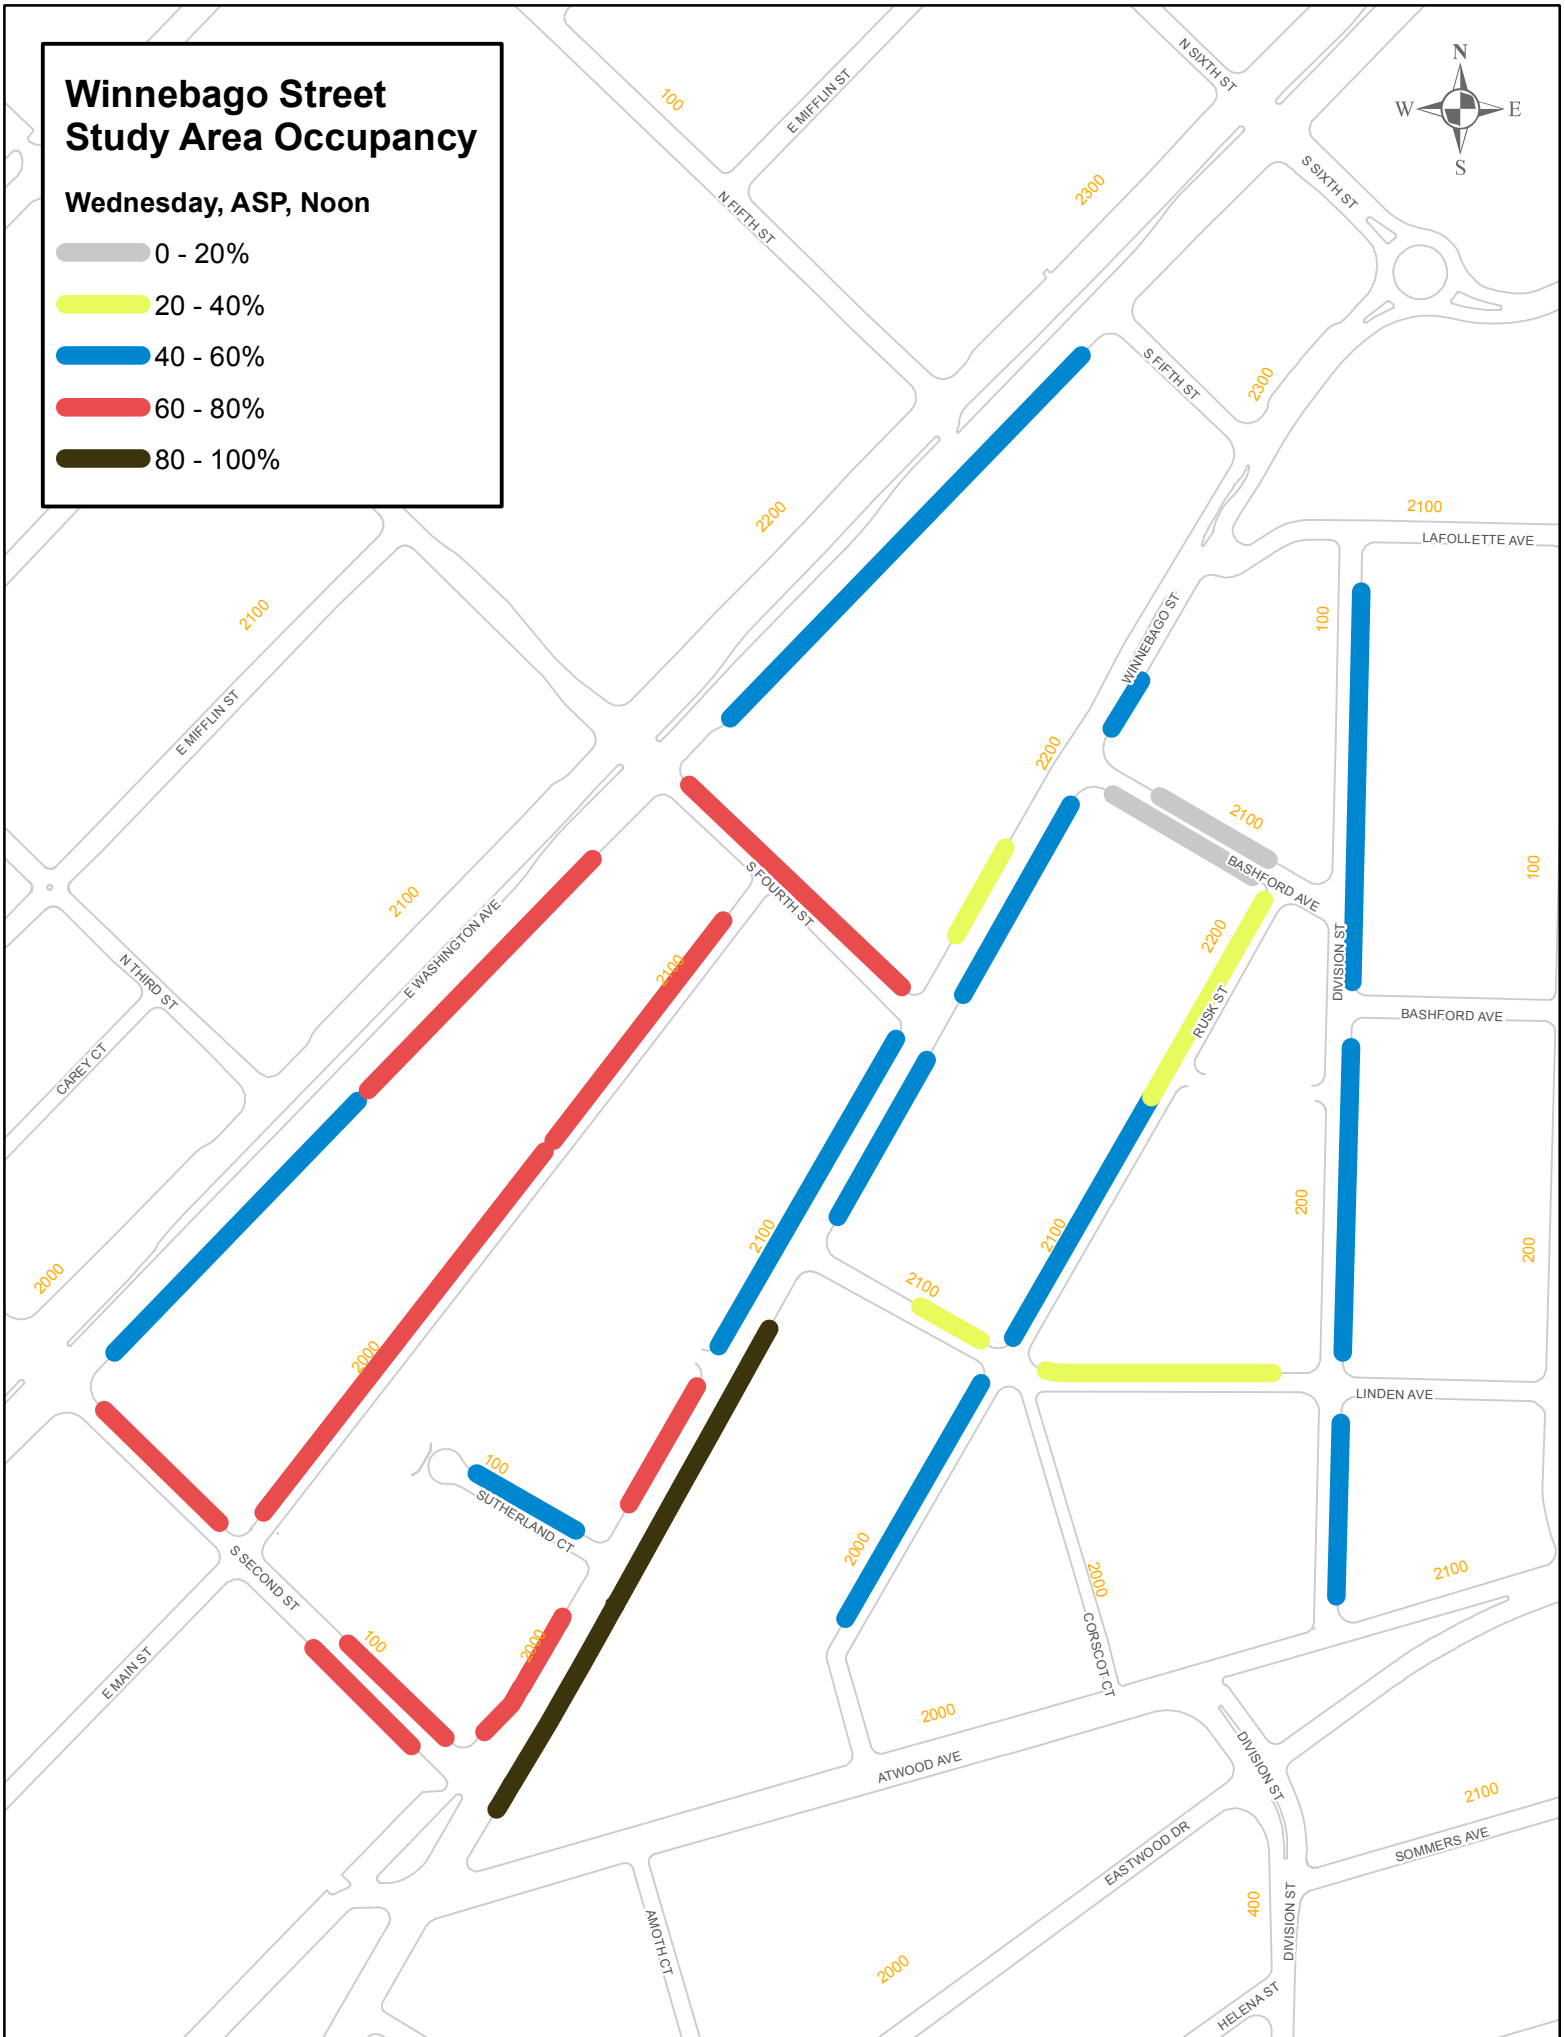 Winnebago Street
Study Area Occupancy
Wednesday, ASP, Noon
0 - 20%
20 - 40%
40 - 60%
60 - 80%
80 - 100%
N
W
E
S
N SIXTH ST
E MIFFLIN ST
100
S SIXTH ST
2300
N FIFTH ST
S FIFTH ST
2300
2100
LAFOLLETTE AVE
2200
2100
100
WINNEBAGO ST
E MIFFLIN ST
2200
2100
BASHFORD AVE
100
S FOURTH ST
2100
E WASHINGTON AVE
2200
DIVISION ST
2100
N THIRD ST
RUSK ST
BASHFORD AVE
CAREY CT
200
2100
2100
200
2000
2100
2000
LINDEN AVE
100
SUTHERLAND CT
2000
2000
2100
S SECOND ST
100
2000
CORSCOT CT
E MAIN ST
2000
ATWOOD AVE
DIVISION ST
2100
SOMMERS AVE
EASTWOOD DR
400
DIVISION ST
AMOTH CT
2000
HELENA ST